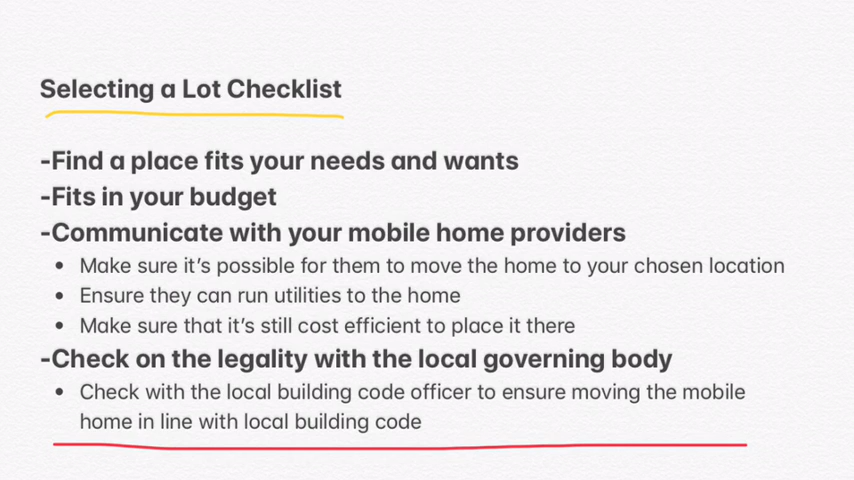 Selecting a Lot Checklist
-Find a place fits your needs and wants
-Fits in your budget
-Communicate with your mobile home providers
• Make sure it's possible for them to move the home to your chosen location
• Ensure they can run utilities to the home
• Make sure that it's still cost efficient to place it there
-Check on the legality with the local governing body
• Check with the local building code officer to ensure moving the mobile
home in line with local building code